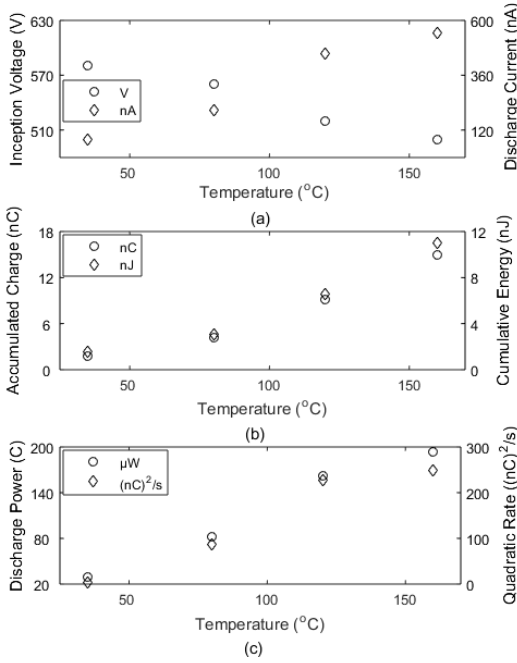 630
570
510
Inception Voltage (V)
V
nA
600
360
120
Discharge Current (nA)
50
100
150
Temperature (°C)
(a)
18
12
6
0
Accumulated Charge (nC)
nC
nJ
12
8
4
0
Cumulative Energy (nJ)
50
100
150
Temperature (°C)
(b)
200
140
80
20
Discharge Power (C)
μW
(nC)^2/s
300
200
100
0
Quadratic Rate ((nC)^2/s)
50
100
150
Temperature (°C)
(c)